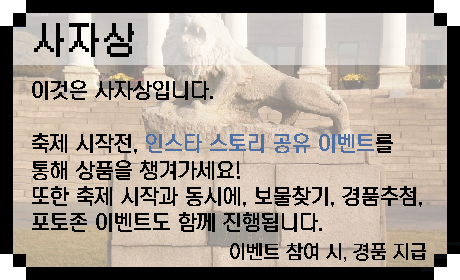 사자상
이것은 사자상입니다.
축제 시작전, 인스타 스토리 공유 이벤트를
통해 상품을 챙겨가세요!
또한 축제 시작과 동시에, 보물찾기, 경품추첨,
포토존 이벤트도 함께 진행됩니다.
이벤트 참여 시, 경품 지급